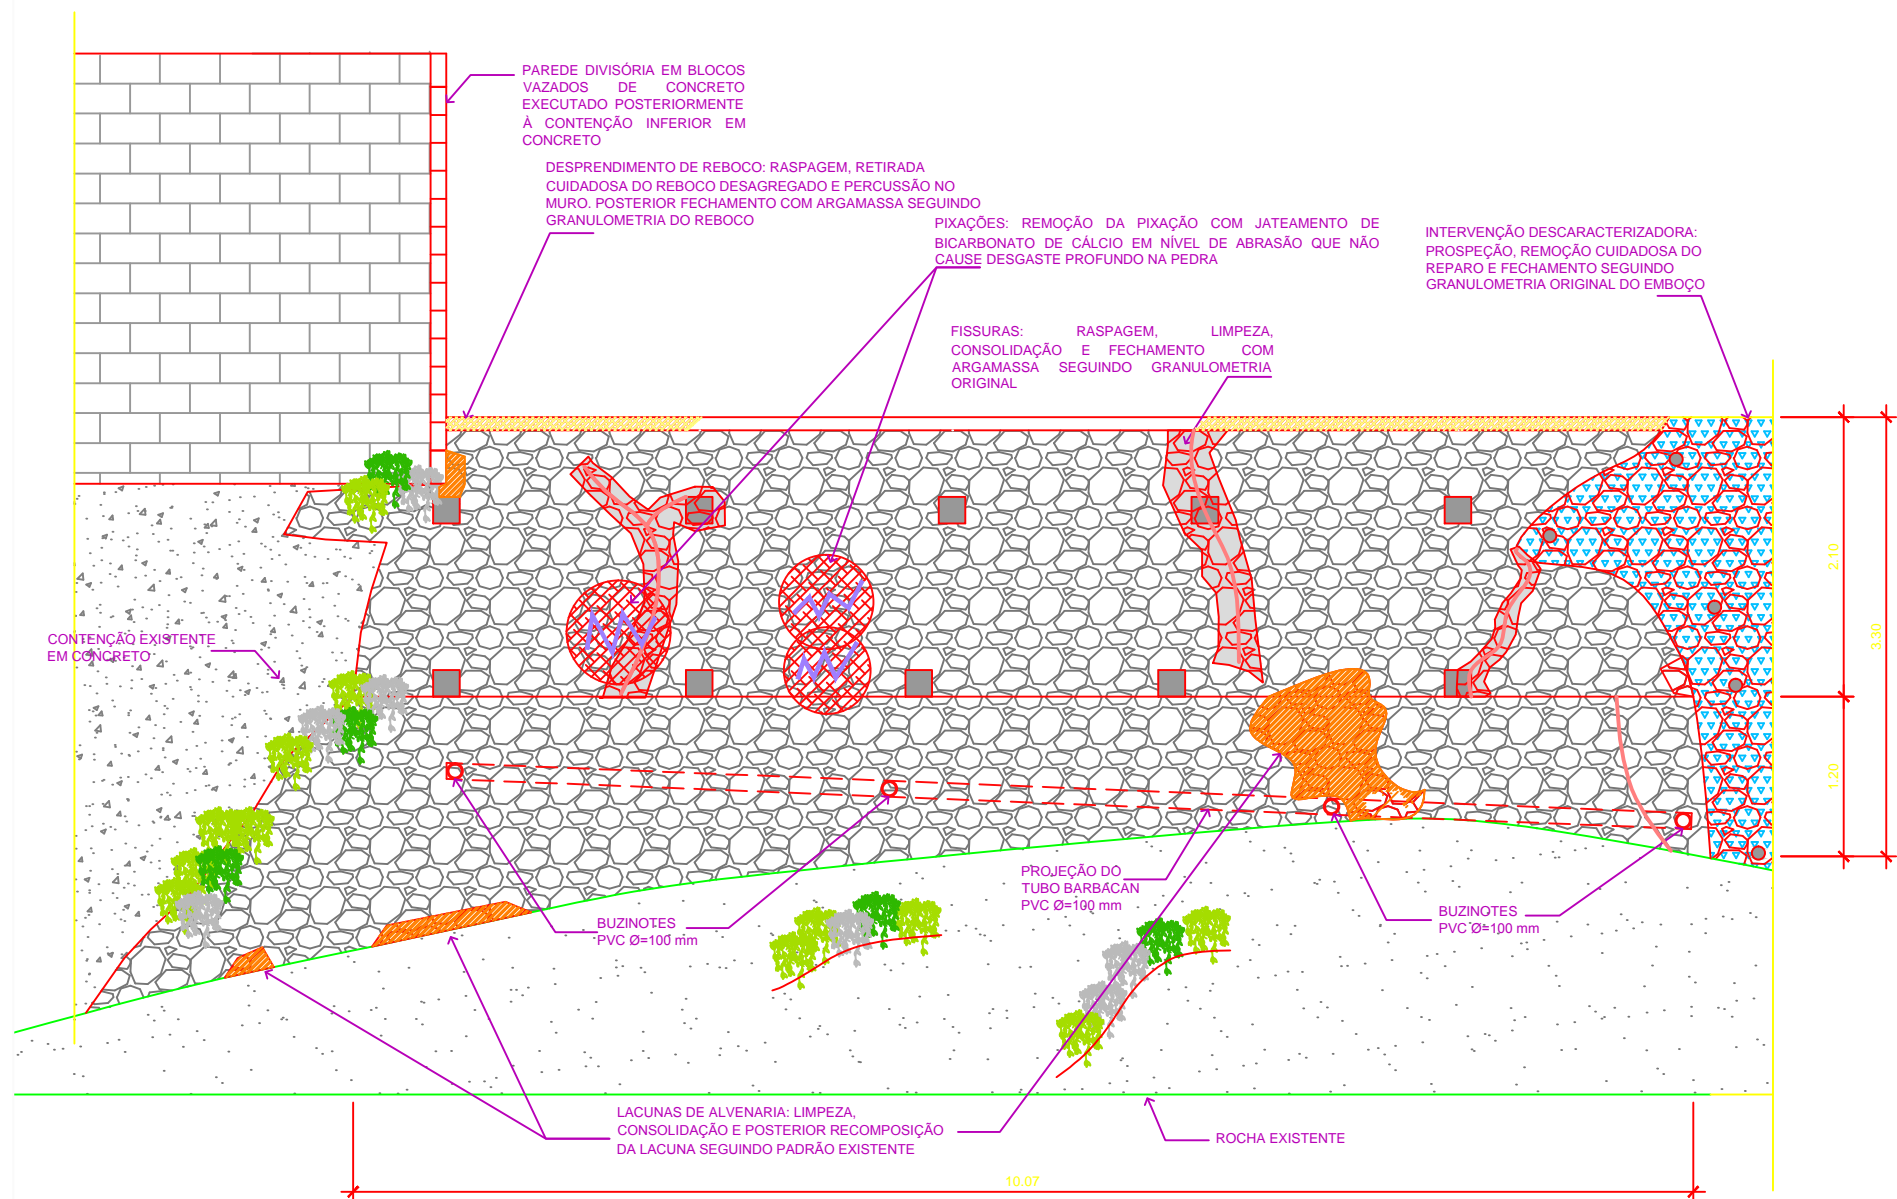 PAREDE DIVISÓRIA EM BLOCOS
VAZADOS DE CONCRETO
EXECUTADO POSTERIORMENTE
À CONTENÇÃO INFERIOR EM
CONCRETO
DESPRENDIMENTO DE REBOCO: RASPAGEM, RETIRADA
CUIDADOSA DO REBOCO DESAGREGADO E PERCUSSÃO NO
MURO. POSTERIOR FECHAMENTO COM ARGAMASSA SEGUINDO
GRANULOMETRIA DO REBOCO
PIXAÇÕES: REMOÇÃO DA PIXAÇÃO COM JATEAMENTO DE
BICARBONATO DE CÁLCIO EM NÍVEL DE ABRASÃO QUE NÃO
CAUSE DESGASTE PROFUNDO NA PEDRA
INTERVENÇÃO DESCARACTERIZADORA:
PROSPEÇÃO, REMOÇÃO CUIDADOSA DO
REPARO E FECHAMENTO SEGUINDO
GRANULOMETRIA ORIGINAL DO EMBOÇO
FISSURAS: RASPAGEM, LIMPEZA,
CONSOLIDAÇÃO E FECHAMENTO COM
ARGAMASSA SEGUINDO GRANULOMETRIA
ORIGINAL
2.10
3.30
1.20
CONTENÇÃO EXISTENTE
EM CONCRETO
PROJEÇÃO DO
TUBO BARBACAN
PVC Ø=100 mm
BUZINOTES
PVC Ø=100 mm
BUZINOTES
PVC Ø=100 mm
LACUNAS DE ALVENARIA: LIMPEZA,
CONSOLIDAÇÃO E POSTERIOR RECOMPOSIÇÃO
DA LACUNA SEGUINDO PADRÃO EXISTENTE
ROCHA EXISTENTE
10.07